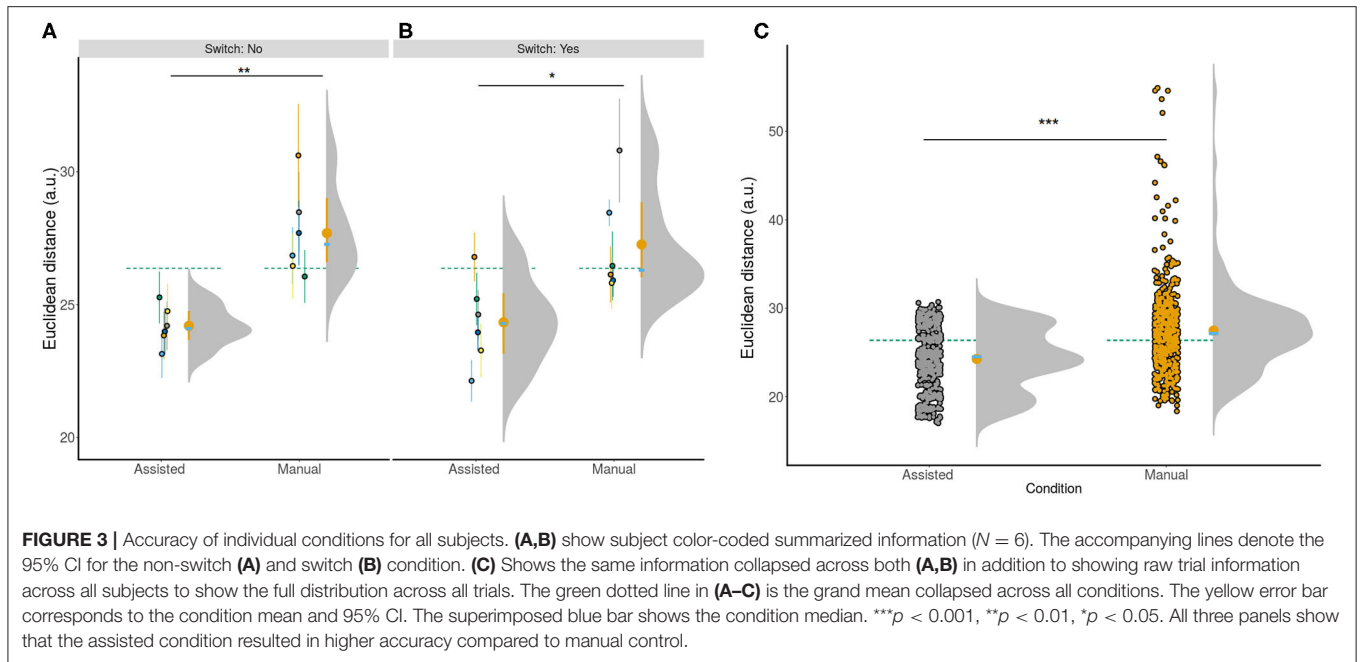 A
B
C
Switch: No
Switch: Yes
**
*
***
Euclidean distance (a.u.)
30
25
20
Assisted
Manual
Assisted
Manual
Euclidean distance (a.u.)
50
40
30
20
Assisted
Manual
Condition
FIGURE 3 | Accuracy of individual conditions for all subjects. (A,B) show subject color-coded summarized information (N = 6). The accompanying lines denote the
95% CI for the non-switch (A) and switch (B) condition. (C) Shows the same information collapsed across both (A,B) in addition to showing raw trial information
across all subjects to show the full distribution across all trials. The green dotted line in (A–C) is the grand mean collapsed across all conditions. The yellow error bar
corresponds to the condition mean and 95% CI. The superimposed blue bar shows the condition median. ***p < 0.001, **p < 0.01, *p < 0.05. All three panels show
that the assisted condition resulted in higher accuracy compared to manual control.